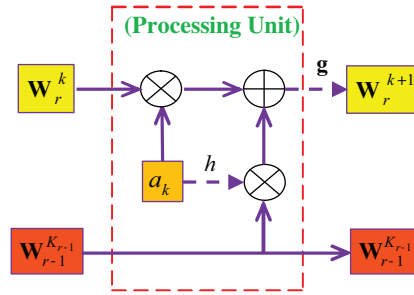 (Processing Unit)
W_r^k
g
W_r^{k+1}
a_k
h
W_{r-1}^{K_{r-1}}
W_{r-1}^{K_{r-1}}